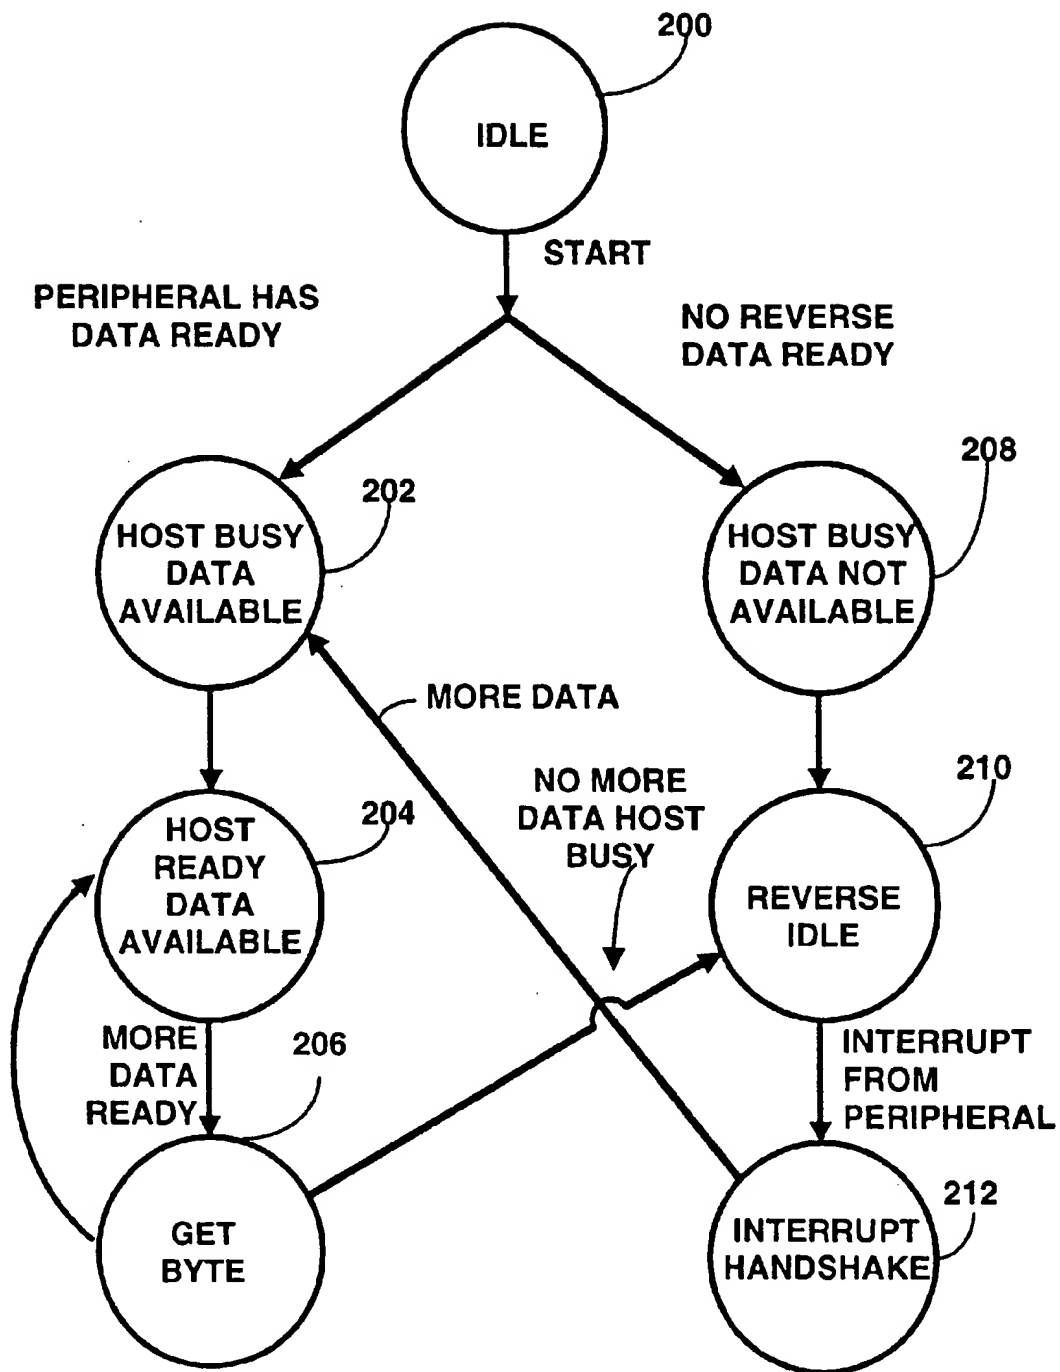 200
IDLE
START
PERIPHERAL HAS
DATA READY
NO REVERSE
DATA READY
202
HOST BUSY
DATA
AVAILABLE
208
HOST BUSY
DATA NOT
AVAILABLE
MORE DATA
NO MORE
DATA HOST
BUSY
204
HOST
READY
DATA
AVAILABLE
210
REVERSE
IDLE
MORE
DATA
READY
206
GET
BYTE
INTERRUPT
FROM
PERIPHERAL
212
INTERRUPT
HANDSHAKE